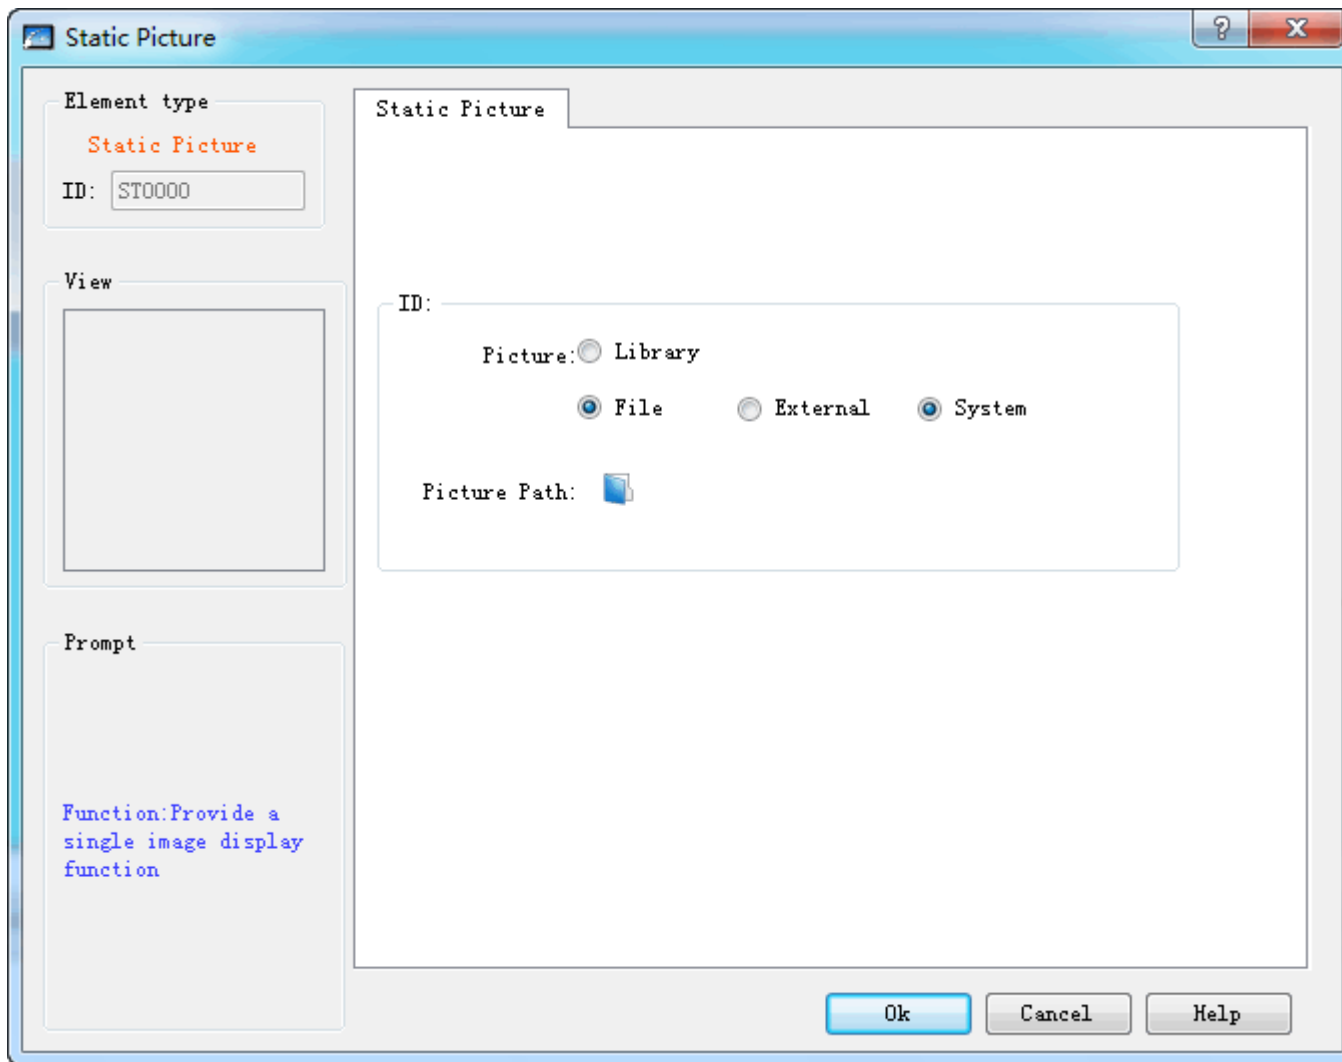 Static Picture
?
X
Element type
Static Picture
ID: ST0000
View
Prompt
Function:Provide a
single image display
function
Static Picture
ID:
Picture: Library
File External System
Picture Path:
Ok Cancel Help